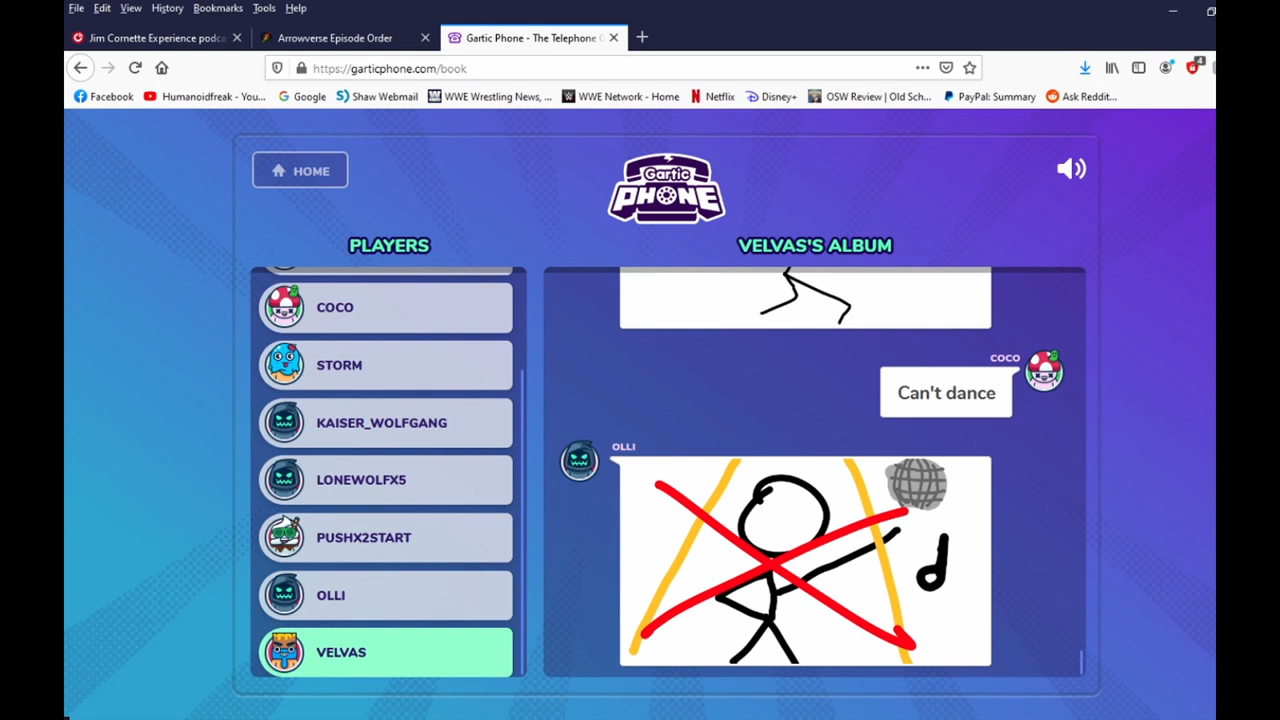 File Edit View History Bookmarks Tools Help
Jim Cornette Experience podca
Arrowverse Episode Order
Gartic Phone - The Telephone G
https://garticphone.com/book
4
Facebook
Humanoidfreak - You...
Google
Shaw Webmail
WWE Wrestling News, ...
WWE Network - Home
Netflix
Disney+
OSW Review | Old Sch...
PayPal: Summary
Ask Reddit...
HOME
Gartic
PHONE
PLAYERS
VELVAS'S ALBUM
COCO
STORM
KAISER_WOLFGANG
LONEWOLFX5
PUSHX2START
OLLI
VELVAS
COCO
Can't dance
OLLI